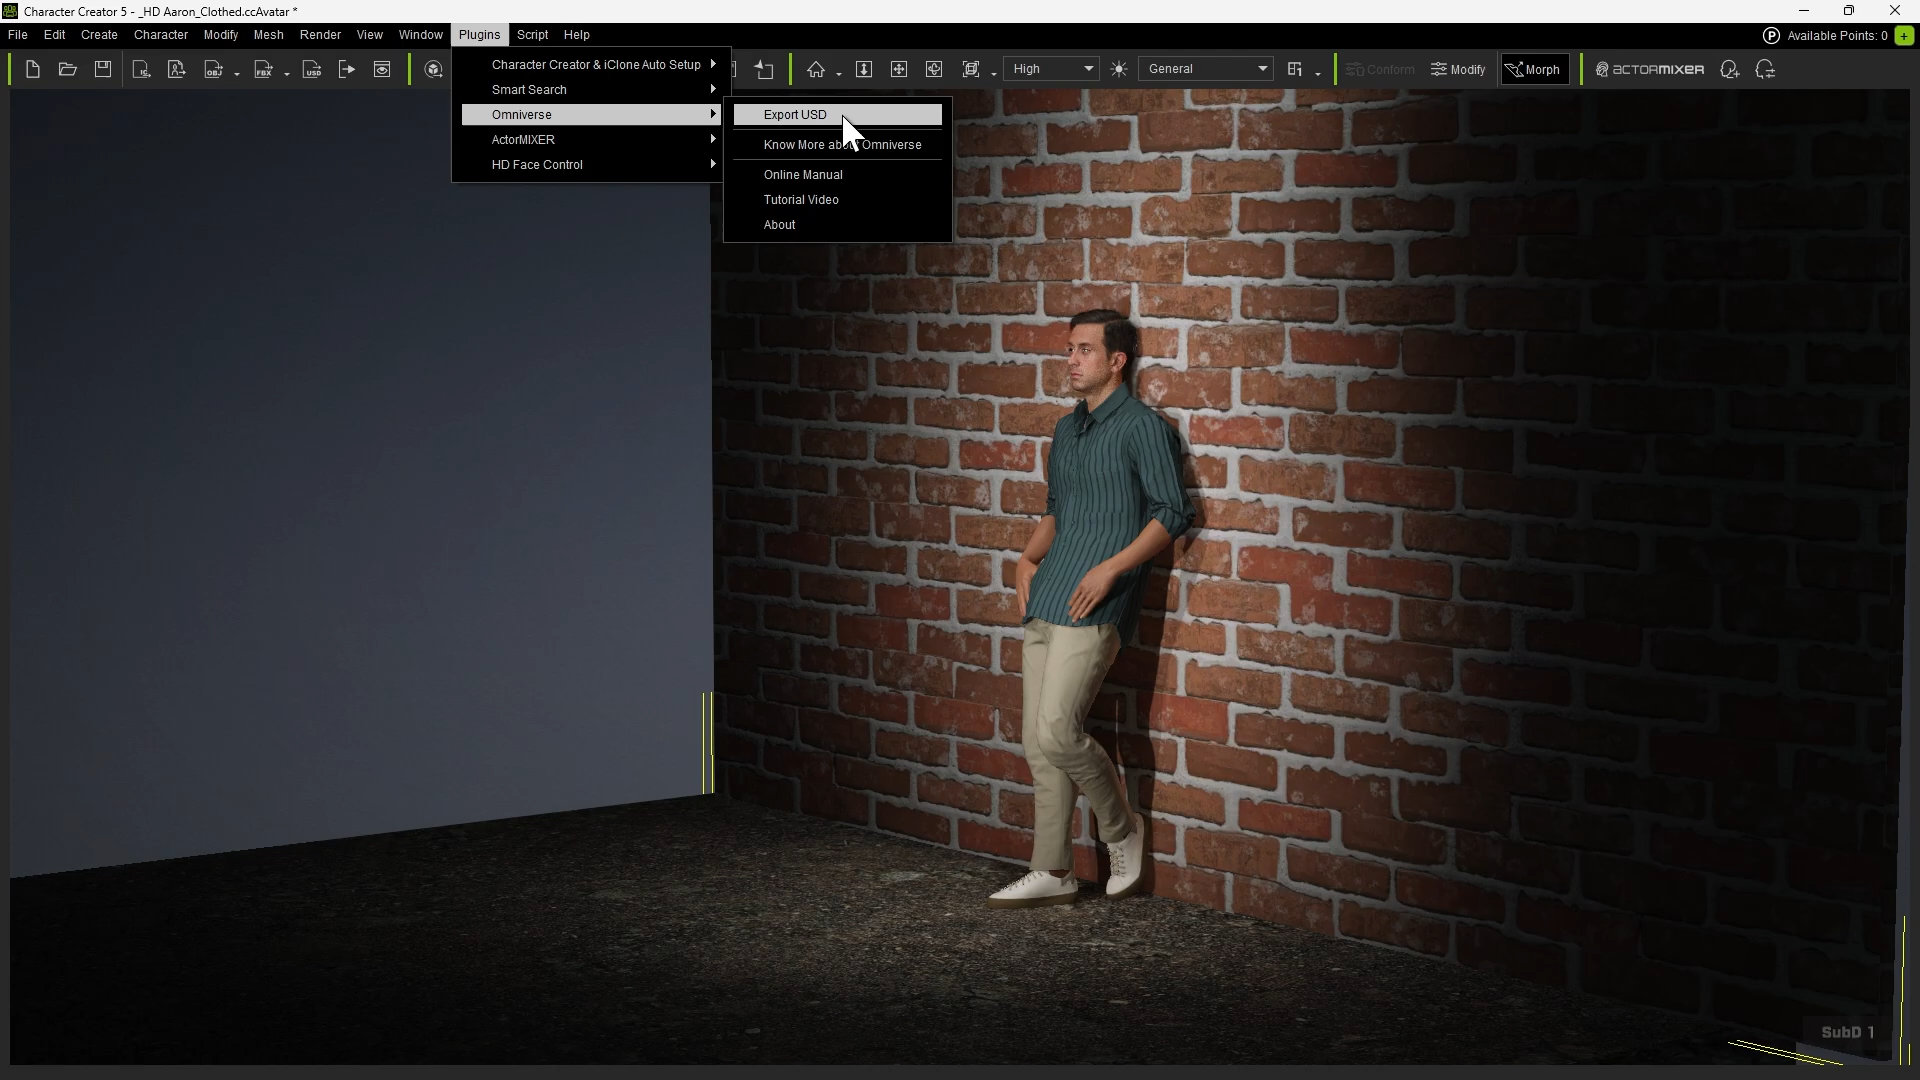 Character Creator 5 - _HD Aaron_Clothed.ccAvatar *
File Edit Create Character Modify Mesh Render View Window Plugins Script Help
P Available Points: 0 +
High General Conform Modify Morph ACTORMIXER
Character Creator & iClone Auto Setup
Smart Search
Omniverse
ActorMIXER
HD Face Control
Export USD
Know More about Omniverse
Online Manual
Tutorial Video
About
SubD 1